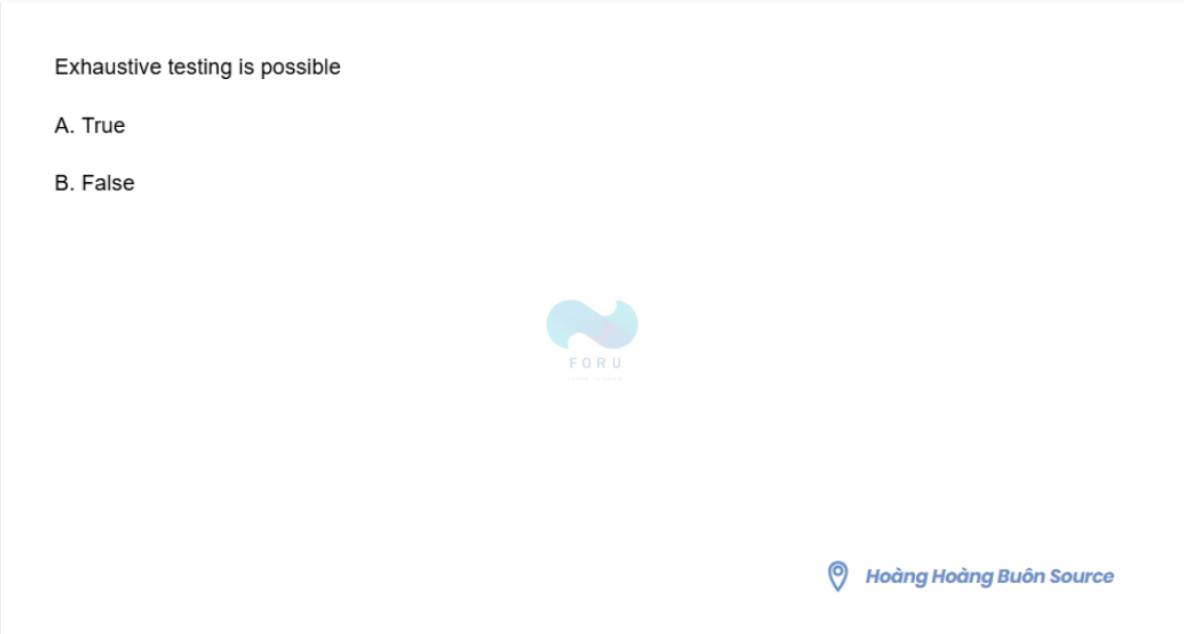 Exhaustive testing is possible
A. True
B. False
FORU
Hoàng Hoàng Buôn Source